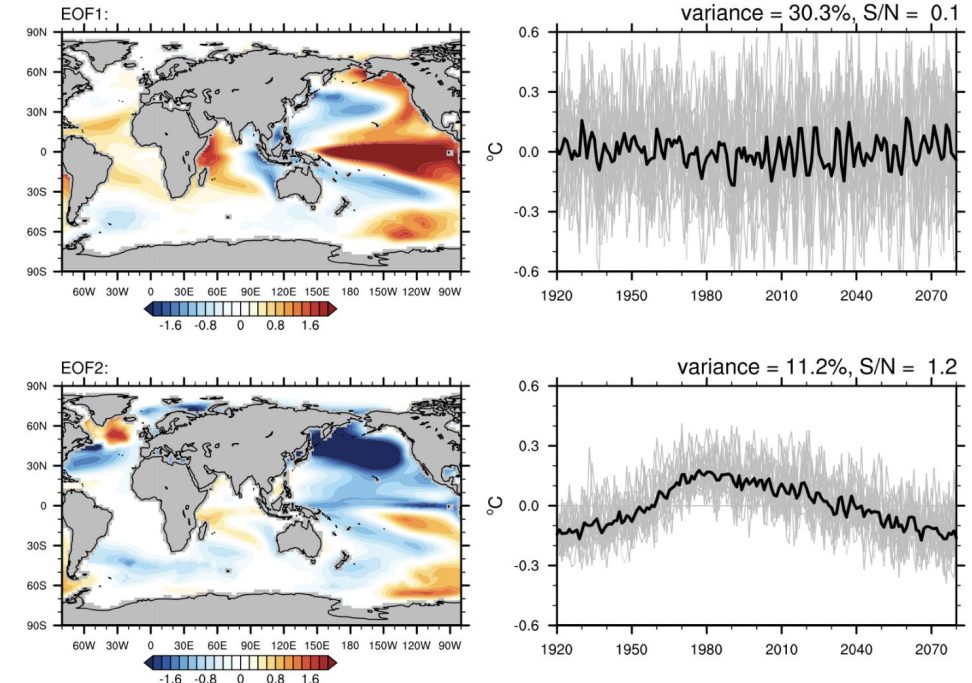 EOF1:
variance = 30.3%, S/N = 0.1
90N
60N
30N
0
30S
60S
90S
60W 30W 0 30E 60E 90E 120E 150E 180 150W 120W 90W
-1.6 -0.8 0 0.8 1.6
°C
0.6
0.3
0.0
-0.3
-0.6
1920 1950 1980 2010 2040 2070
EOF2:
variance = 11.2%, S/N = 1.2
90N
60N
30N
0
30S
60S
90S
60W 30W 0 30E 60E 90E 120E 150E 180 150W 120W 90W
-1.6 -0.8 0 0.8 1.6
°C
0.6
0.3
0.0
-0.3
-0.6
1920 1950 1980 2010 2040 2070